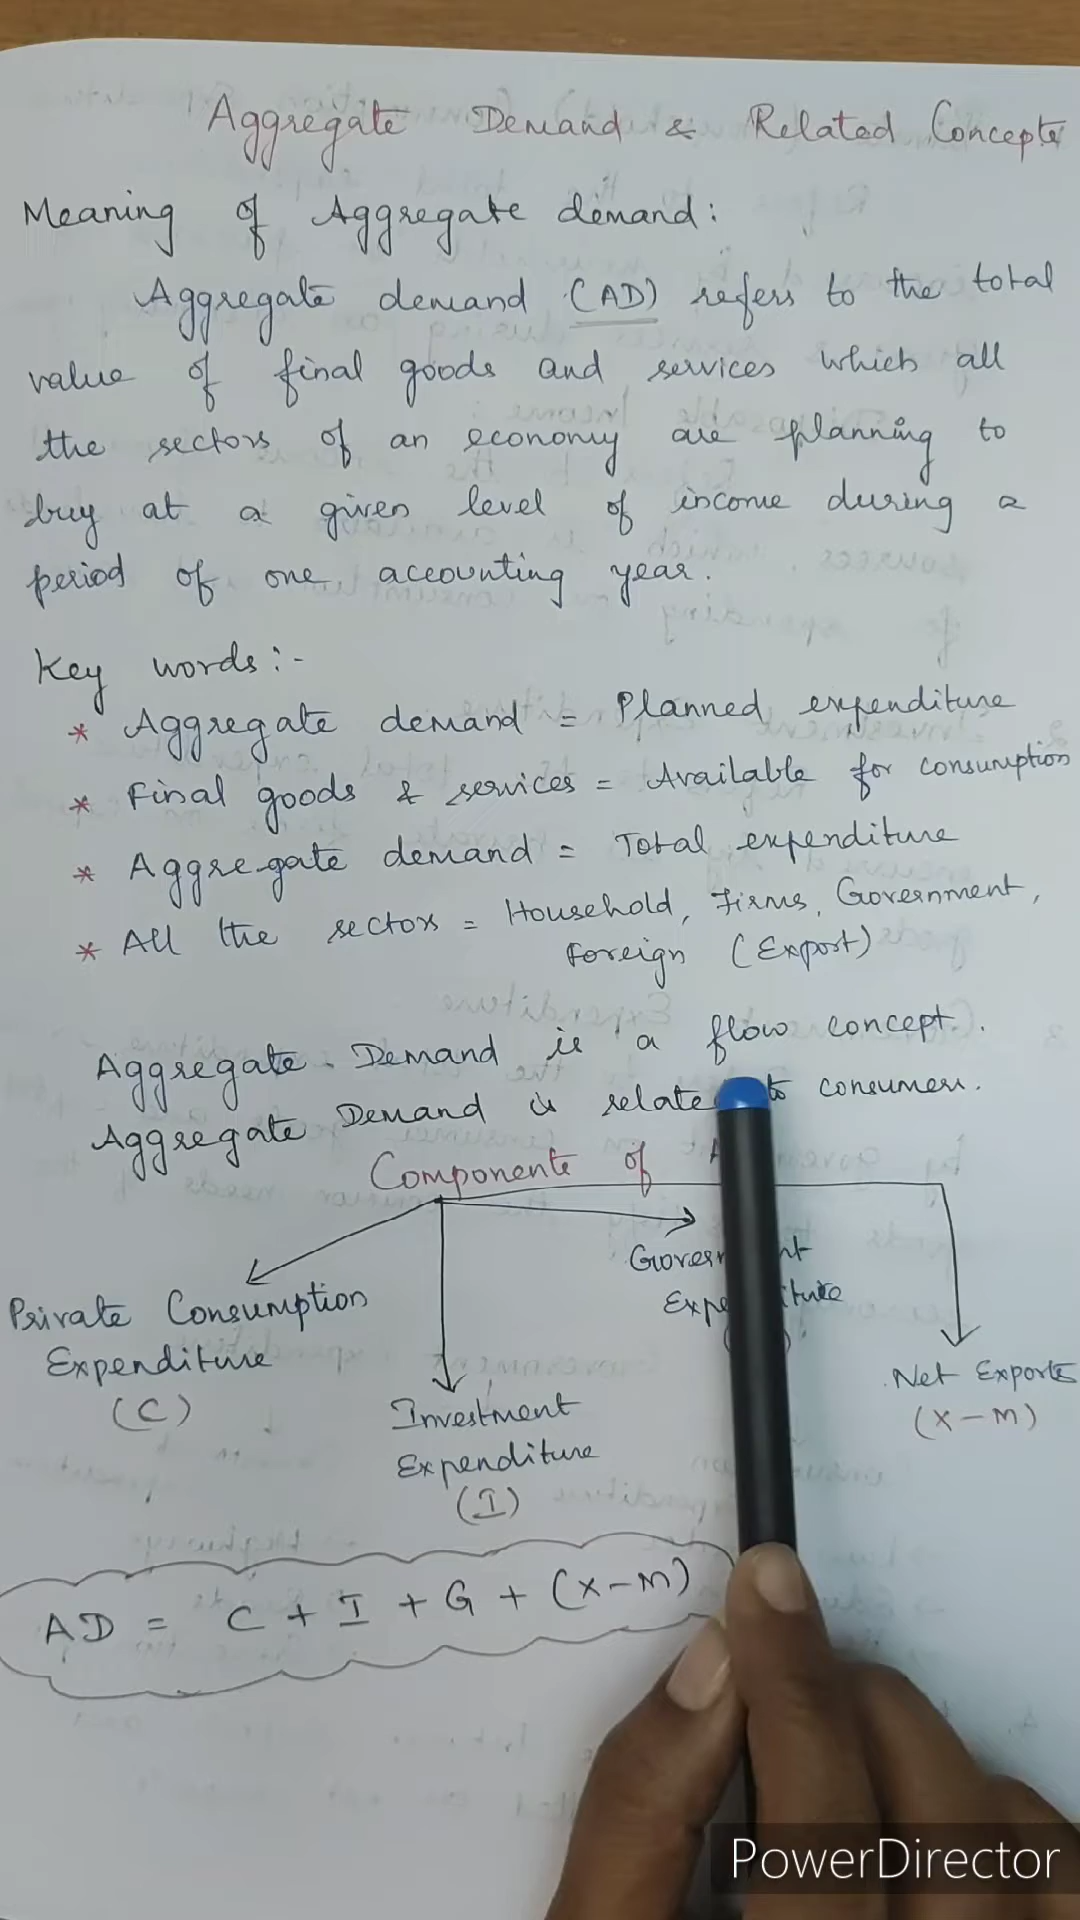 Aggregate Demand & Related Concepts
Meaning of Aggregate demand:
Aggregate demand (AD) refers to the total
value of final goods and services which all
the sectors of an economy are planning to
buy at a given level of income during a
period of one accounting year.
Key words:-
* Aggregate demand = Planned expenditure
* Final goods & services = Available for consumption
* Aggregate demand = Total expenditure
* All the sectors = Household, Firms, Government,
Foreign (Export)
Aggregate Demand is a flow concept.
Aggregate Demand is relate to consumers.
Components of
Private Consumption
Expenditure
(C)
Investment
Expenditure
(I)
Net Exports
(X-M)
AD = C + I + G + (X-M)
PowerDirector